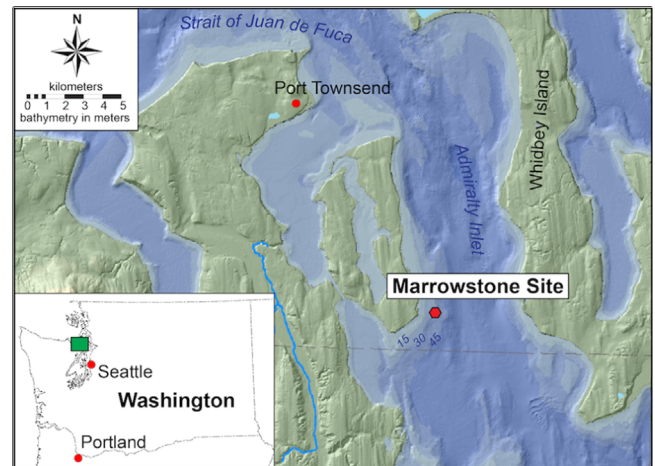 N
kilometers
0 1 2 3 4 5
bathymetry in meters
Strait of Juan de Fuca
Port Townsend
Whidbey Island
Admiralty Inlet
Marrowstone Site
15 30 45
Seattle
Washington
Portland